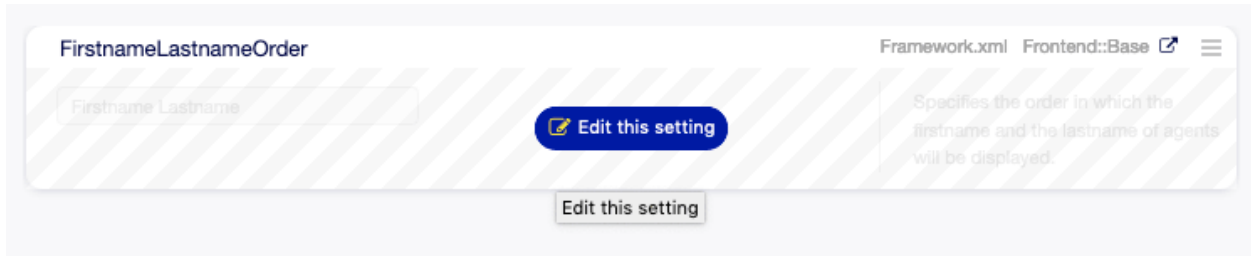 FirstnameLastnameOrder
Framework.xml Frontend::Base
Firstname Lastname
Edit this setting
Specifies the order in which the
firstname and the lastname of agents
will be displayed.
Edit this setting